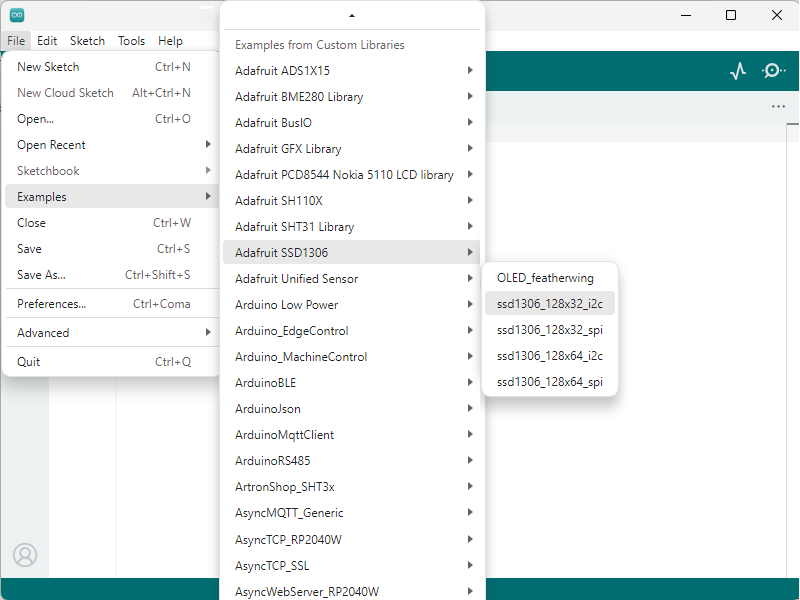 File Edit Sketch Tools Help
New Sketch Ctrl+N
New Cloud Sketch Alt+Ctrl+N
Open... Ctrl+O
Open Recent
Sketchbook
Examples
Close Ctrl+W
Save Ctrl+S
Save As... Ctrl+Shift+S
Preferences... Ctrl+Coma
Advanced
Quit Ctrl+Q
Examples from Custom Libraries
Adafruit ADS1X15
Adafruit BME280 Library
Adafruit BusIO
Adafruit GFX Library
Adafruit PCD8544 Nokia 5110 LCD library
Adafruit SH110X
Adafruit SHT31 Library
Adafruit SSD1306
Adafruit Unified Sensor
Arduino Low Power
Arduino_EdgeControl
Arduino_MachineControl
ArduinoBLE
ArduinoJson
ArduinoMqttClient
ArduinoRS485
ArtronShop_SHT3x
AsyncMQTT_Generic
AsyncTCP_RP2040W
AsyncTCP_SSL
AsyncWebServer_RP2040W
OLED_featherwing
ssd1306_128x32_i2c
ssd1306_128x32_spi
ssd1306_128x64_i2c
ssd1306_128x64_spi